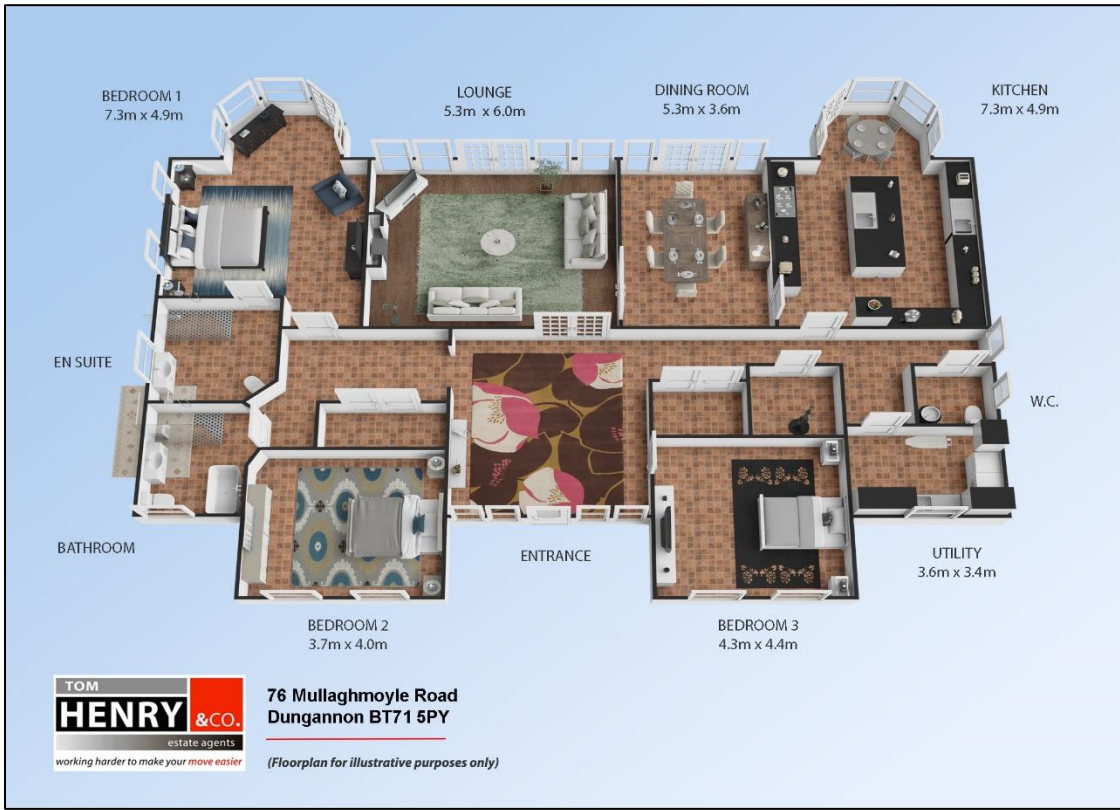 BEDROOM 1
7.3m x 4.9m
LOUNGE
5.3m x 6.0m
DINING ROOM
5.3m x 3.6m
KITCHEN
7.3m x 4.9m
EN SUITE
W.C.
BATHROOM
ENTRANCE
UTILITY
3.6m x 3.4m
BEDROOM 2
3.7m x 4.0m
BEDROOM 3
4.3m x 4.4m
TOM
HENRY &CO.
estate agents
working harder to make your move easier
76 Mullaghmoyle Road
Dungannon BT71 5PY
(Floorplan for illustrative purposes only)